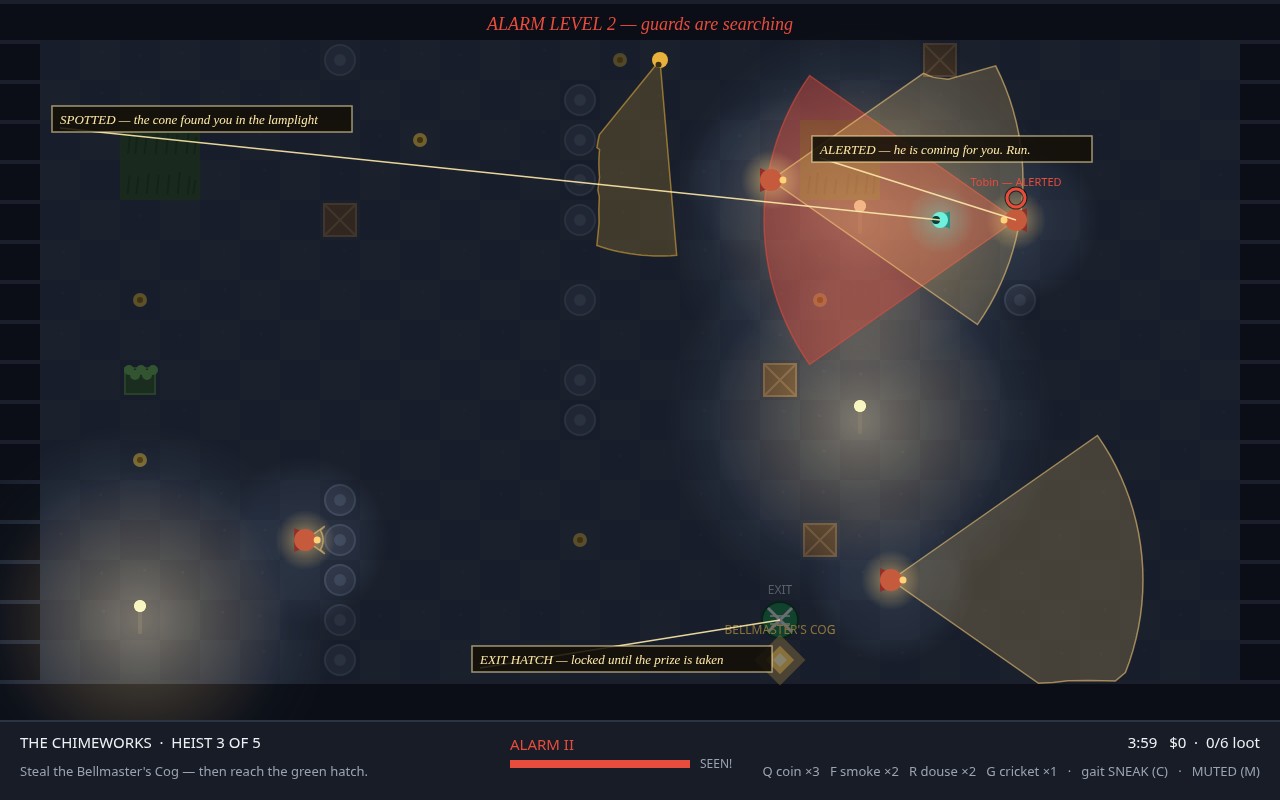 ALARM LEVEL 2 — guards are searching
SPOTTED — the cone found you in the lamplight
ALERTED — he is coming for you. Run.
Tobin — ALERTED
EXIT
BELLMASTER'S COG
EXIT HATCH — locked until the prize is taken
THE CHIMEWORKS · HEIST 3 OF 5
ALARM II
3:59 $0 · 0/6 loot
Steal the Bellmaster's Cog — then reach the green hatch.
SEEN!
Q coin ×3 F smoke ×2 R douse ×2 G cricket ×1 · gait SNEAK (C) · MUTED (M)